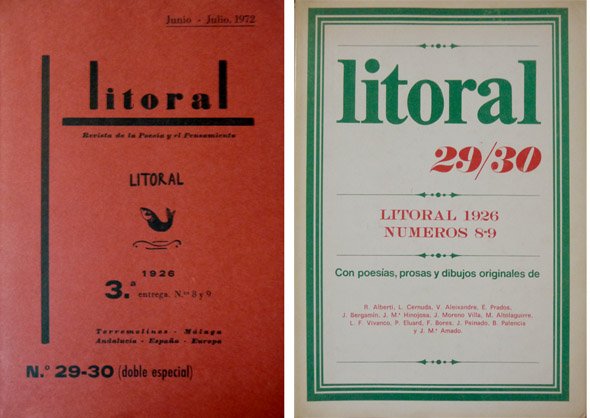 Junio - Julio, 1972
litoral
Revista de la Poesía y el Pensamiento
LITORAL
1926
3.ª entrega. N.os 8 y 9
Torremolinos - Málaga
Andalucía - España - Europa
N.º 29-30 (doble especial)
litoral
29/30
LITORAL 1926
NUMEROS 8-9
Con poesías, prosas y dibujos originales de
R. Alberti, L. Cernuda, V. Aleixandre, E. Prados,
J. Bergamín, J. M.ª Hinojosa, J. Moreno Villa, M. Altolaguirre,
L. F. Vivanco, P. Eluard, F. Bores, J. Peinado, B. Palencia
y J. M.ª Amado.